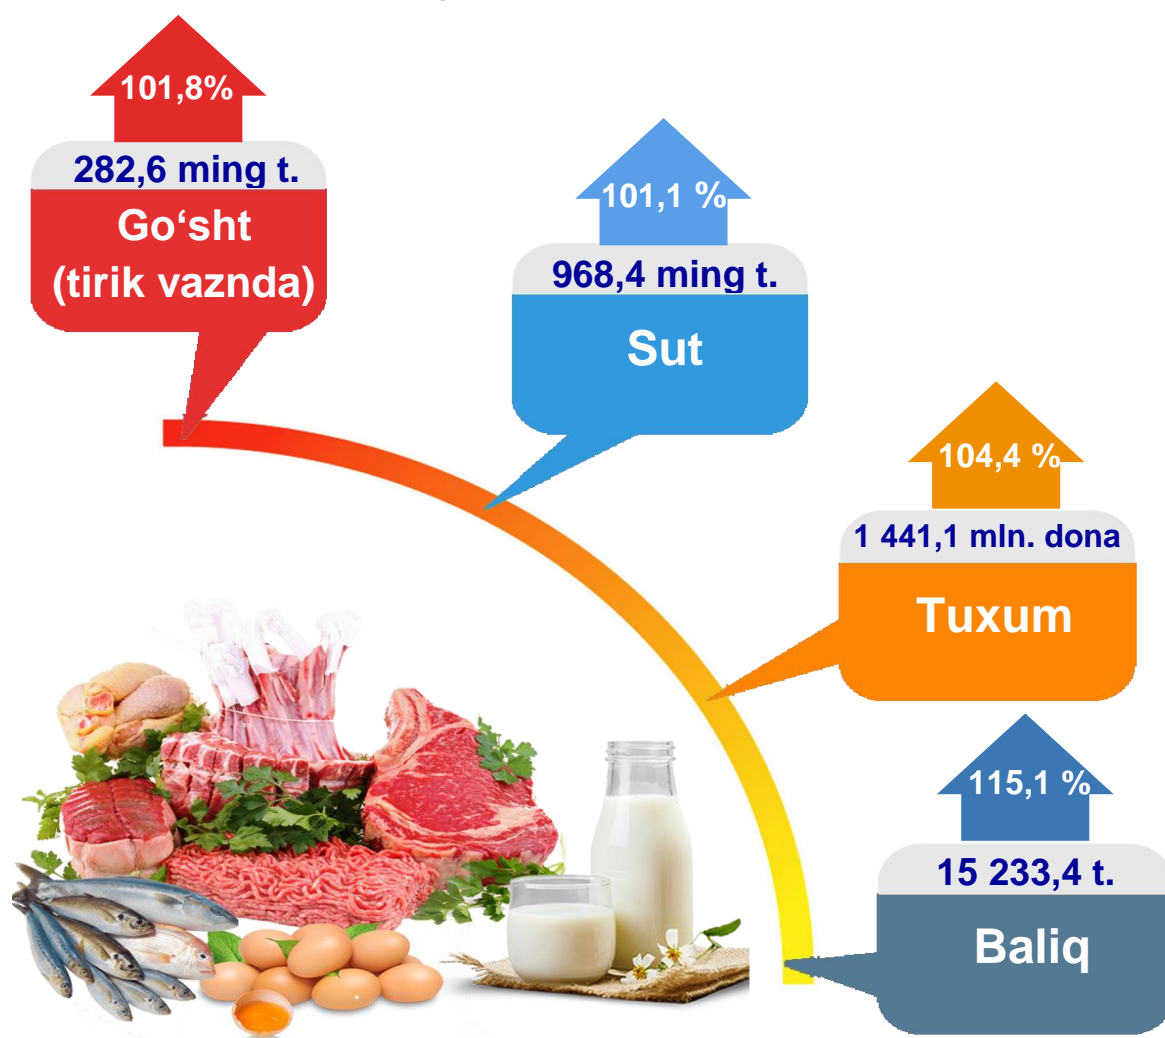 101,8%
282,6 ming t.
Go‘sht
(tirik vaznda)
101,1 %
968,4 ming t.
Sut
104,4 %
1 441,1 mln. dona
Tuxum
115,1 %
15 233,4 t.
Baliq